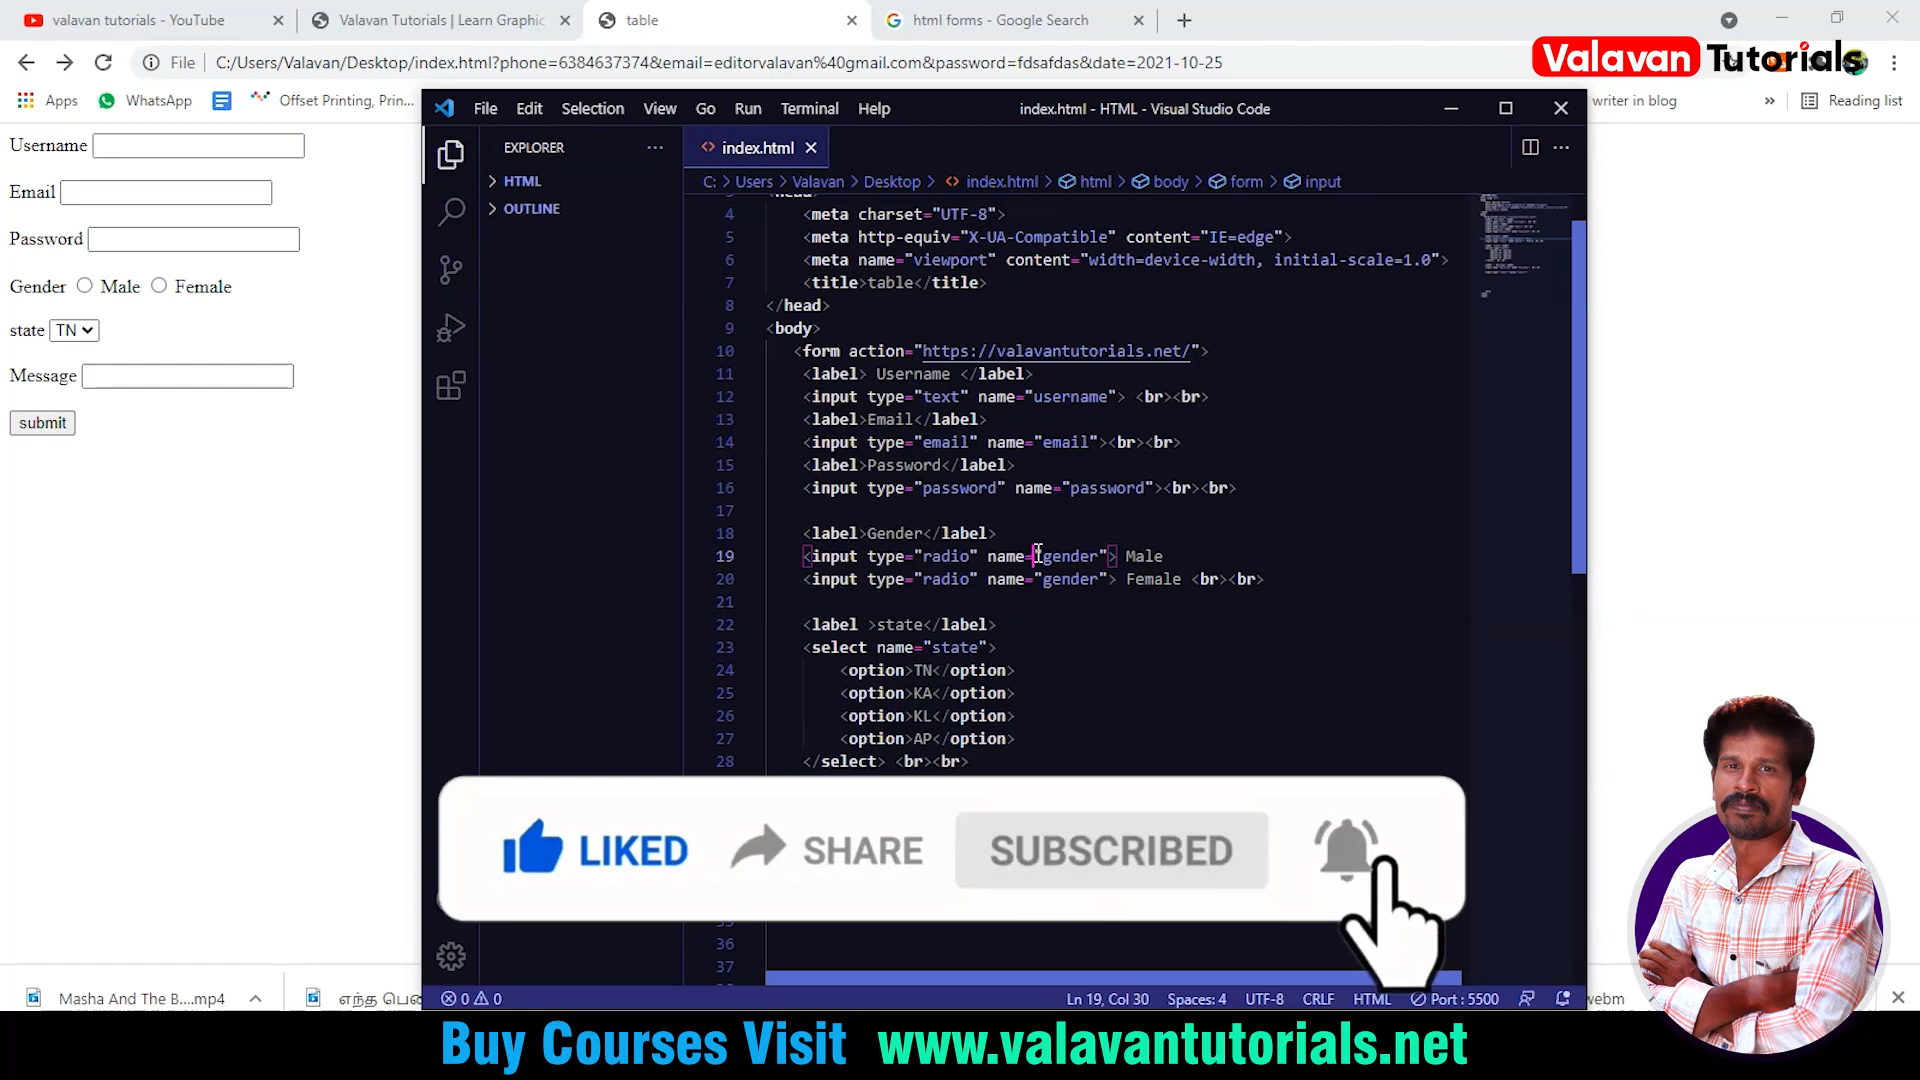 valavan tutorials - YouTube
Valavan Tutorials | Learn Graphic
table
html forms - Google Search
File C:/Users/Valavan/Desktop/index.html?phone=6384637374&email=editorvalavan%40gmail.com&password=fdsafdas&date=2021-10-25
Valavan Tutorials
Apps WhatsApp Offset Printing, Prin... writer in blog » Reading list
File Edit Selection View Go Run Terminal Help index.html - HTML - Visual Studio Code
Username
Email
Password
Gender Male Female
state TN
Message
submit
EXPLORER
HTML
OUTLINE
index.html
C: > Users > Valavan > Desktop > index.html > html > body > form > input
4 <meta charset="UTF-8">
5 <meta http-equiv="X-UA-Compatible" content="IE=edge">
6 <meta name="viewport" content="width=device-width, initial-scale=1.0">
7 <title>table</title>
8 </head>
9 <body>
10 <form action="https://valavantutorials.net/">
11 <label> Username </label>
12 <input type="text" name="username"> <br><br>
13 <label>Email</label>
14 <input type="email" name="email"><br><br>
15 <label>Password</label>
16 <input type="password" name="password"><br><br>
17
18 <label>Gender</label>
19 <input type="radio" name="gender"> Male
20 <input type="radio" name="gender"> Female <br><br>
21
22 <label >state</label>
23 <select name="state">
24 <option>TN</option>
25 <option>KA</option>
26 <option>KL</option>
27 <option>AP</option>
28 </select> <br><br>
LIKED SHARE SUBSCRIBED
36
37
0 0 Ln 19, Col 30 Spaces: 4 UTF-8 CRLF HTML Port : 5500
Masha And The B....mp4
எந்த பெண
webm
Buy Courses Visit www.valavantutorials.net